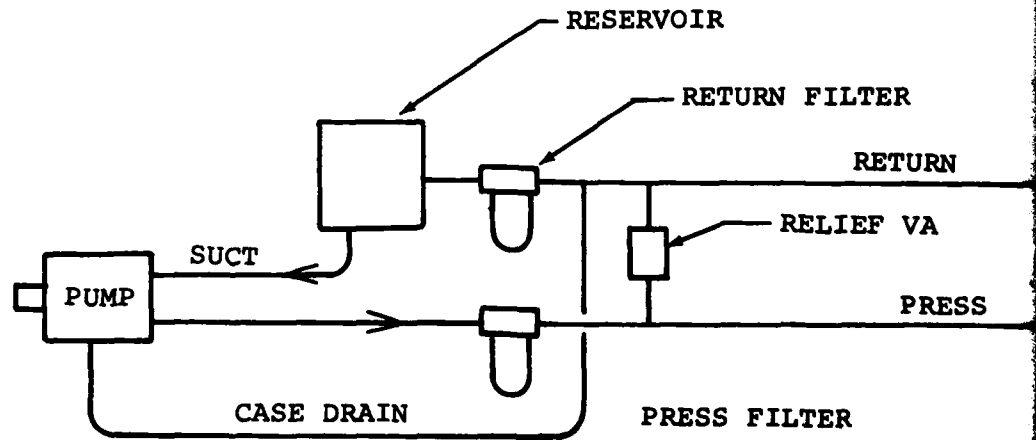 RESERVOIR
RETURN FILTER
RETURN
RELIEF VA
SUCT
PUMP
PRESS
CASE DRAIN
PRESS FILTER